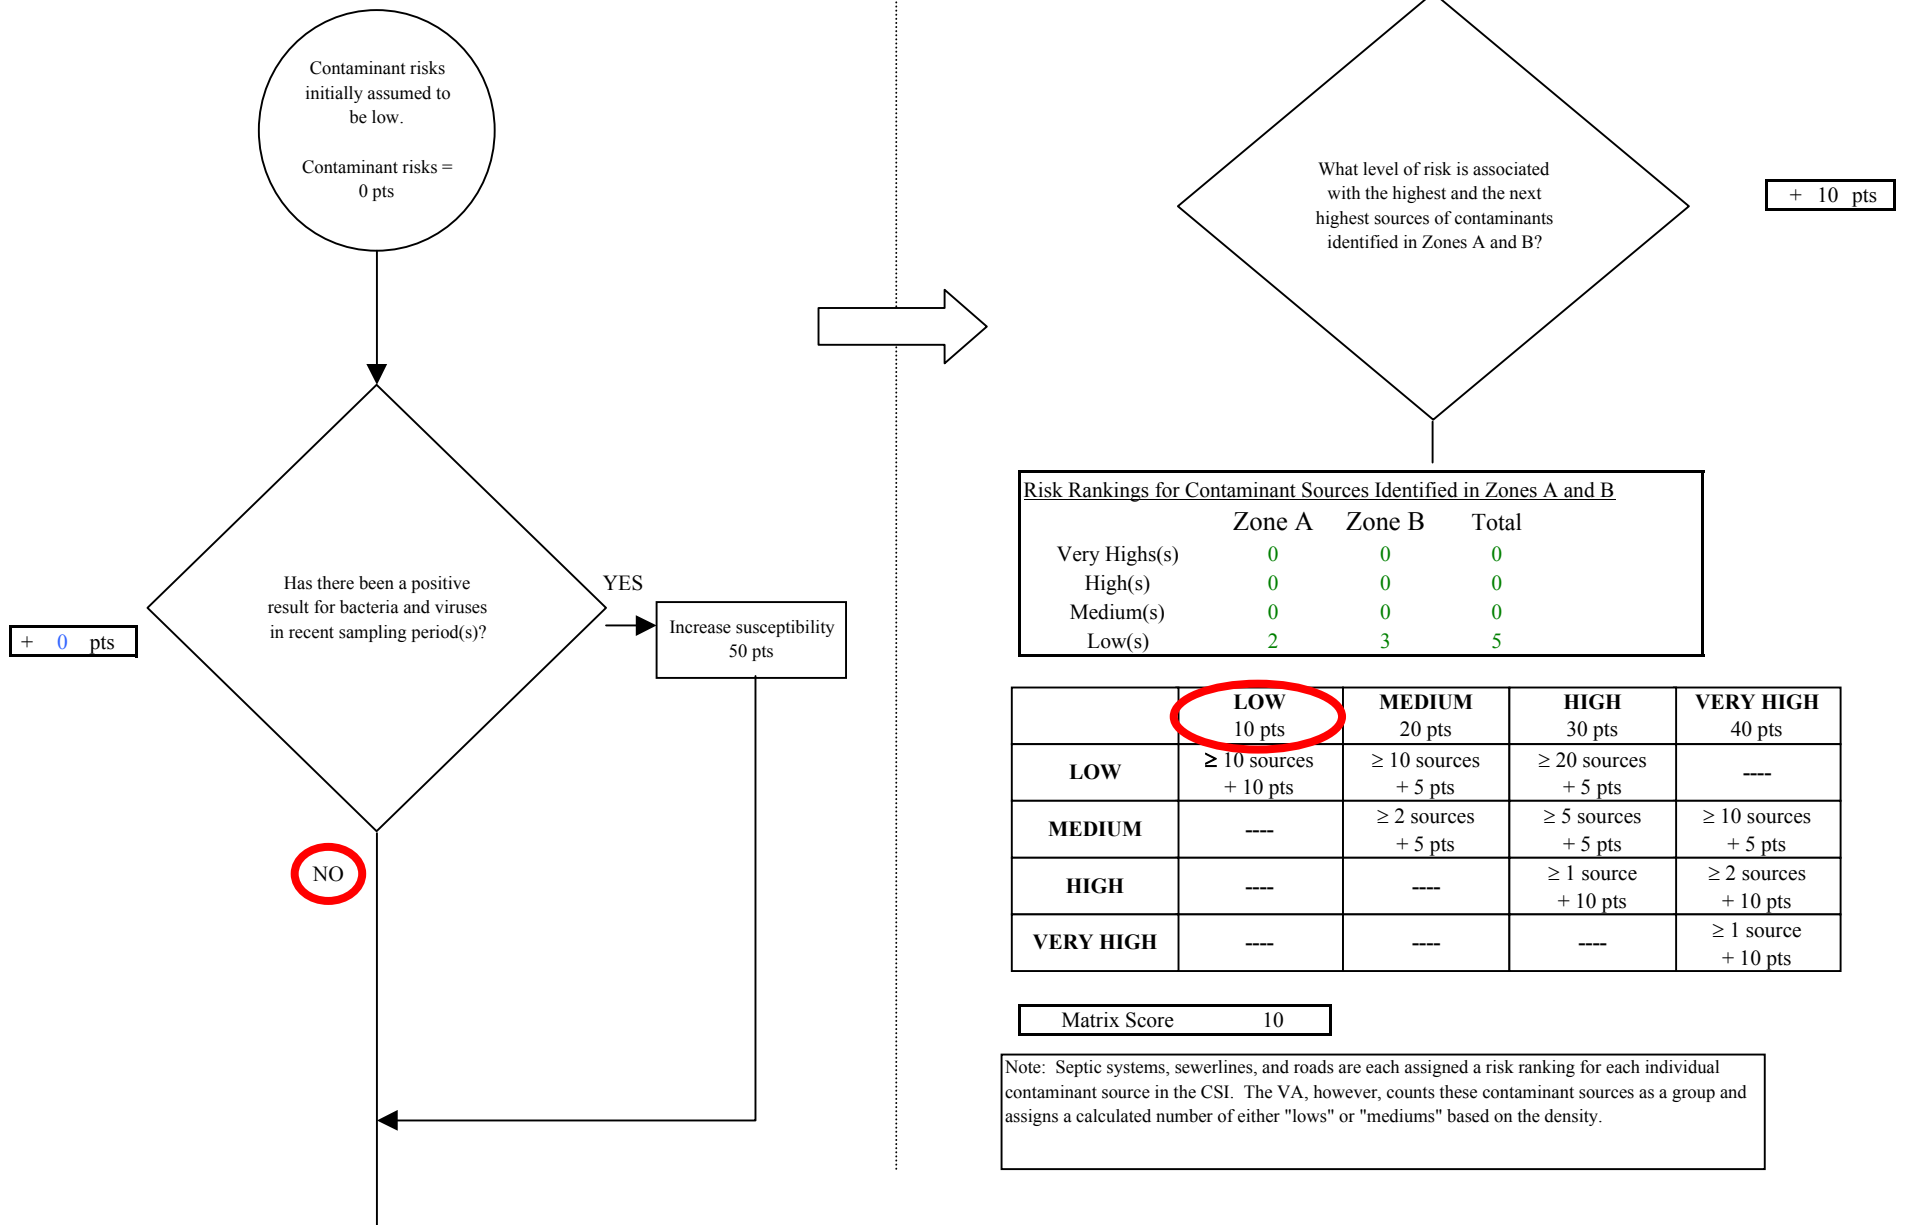 Contaminant risks
initially assumed to
be low.
Contaminant risks =
0 pts
Has there been a positive
result for bacteria and viruses
in recent sampling period(s)?
+ 0 pts
YES
Increase susceptibility
50 pts
NO
What level of risk is associated
with the highest and the next
highest sources of contaminants
identified in Zones A and B?
+ 10 pts
Risk Rankings for Contaminant Sources Identified in Zones A and B
Zone A Zone B Total
Very Highs(s) 0 0 0
High(s) 0 0 0
Medium(s) 0 0 0
Low(s) 2 3 5
LOW MEDIUM HIGH VERY HIGH
10 pts 20 pts 30 pts 40 pts
LOW ≥ 10 sources ≥ 10 sources ≥ 20 sources ----
+ 10 pts + 5 pts + 5 pts
MEDIUM ---- ≥ 2 sources ≥ 5 sources ≥ 10 sources
+ 5 pts + 5 pts + 5 pts
HIGH ---- ---- ≥ 1 source ≥ 2 sources
+ 10 pts + 10 pts
VERY HIGH ---- ---- ---- ≥ 1 source
+ 10 pts
Matrix Score 10
Note: Septic systems, sewerlines, and roads are each assigned a risk ranking for each individual
contaminant source in the CSI. The VA, however, counts these contaminant sources as a group and
assigns a calculated number of either "lows" or "mediums" based on the density.